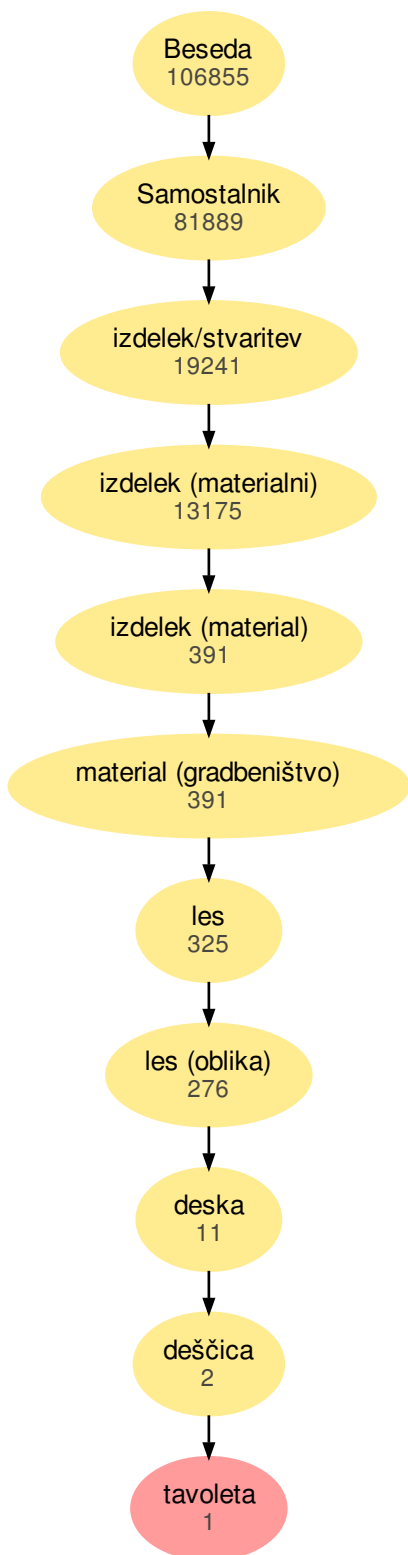 Beseda
106855
Samostalnik
81889
izdelek/stvaritev
19241
izdelek (materialni)
13175
izdelek (material)
391
material (gradbeništvo)
391
les
325
les (oblika)
276
deska
11
deščica
2
tavoleta
1